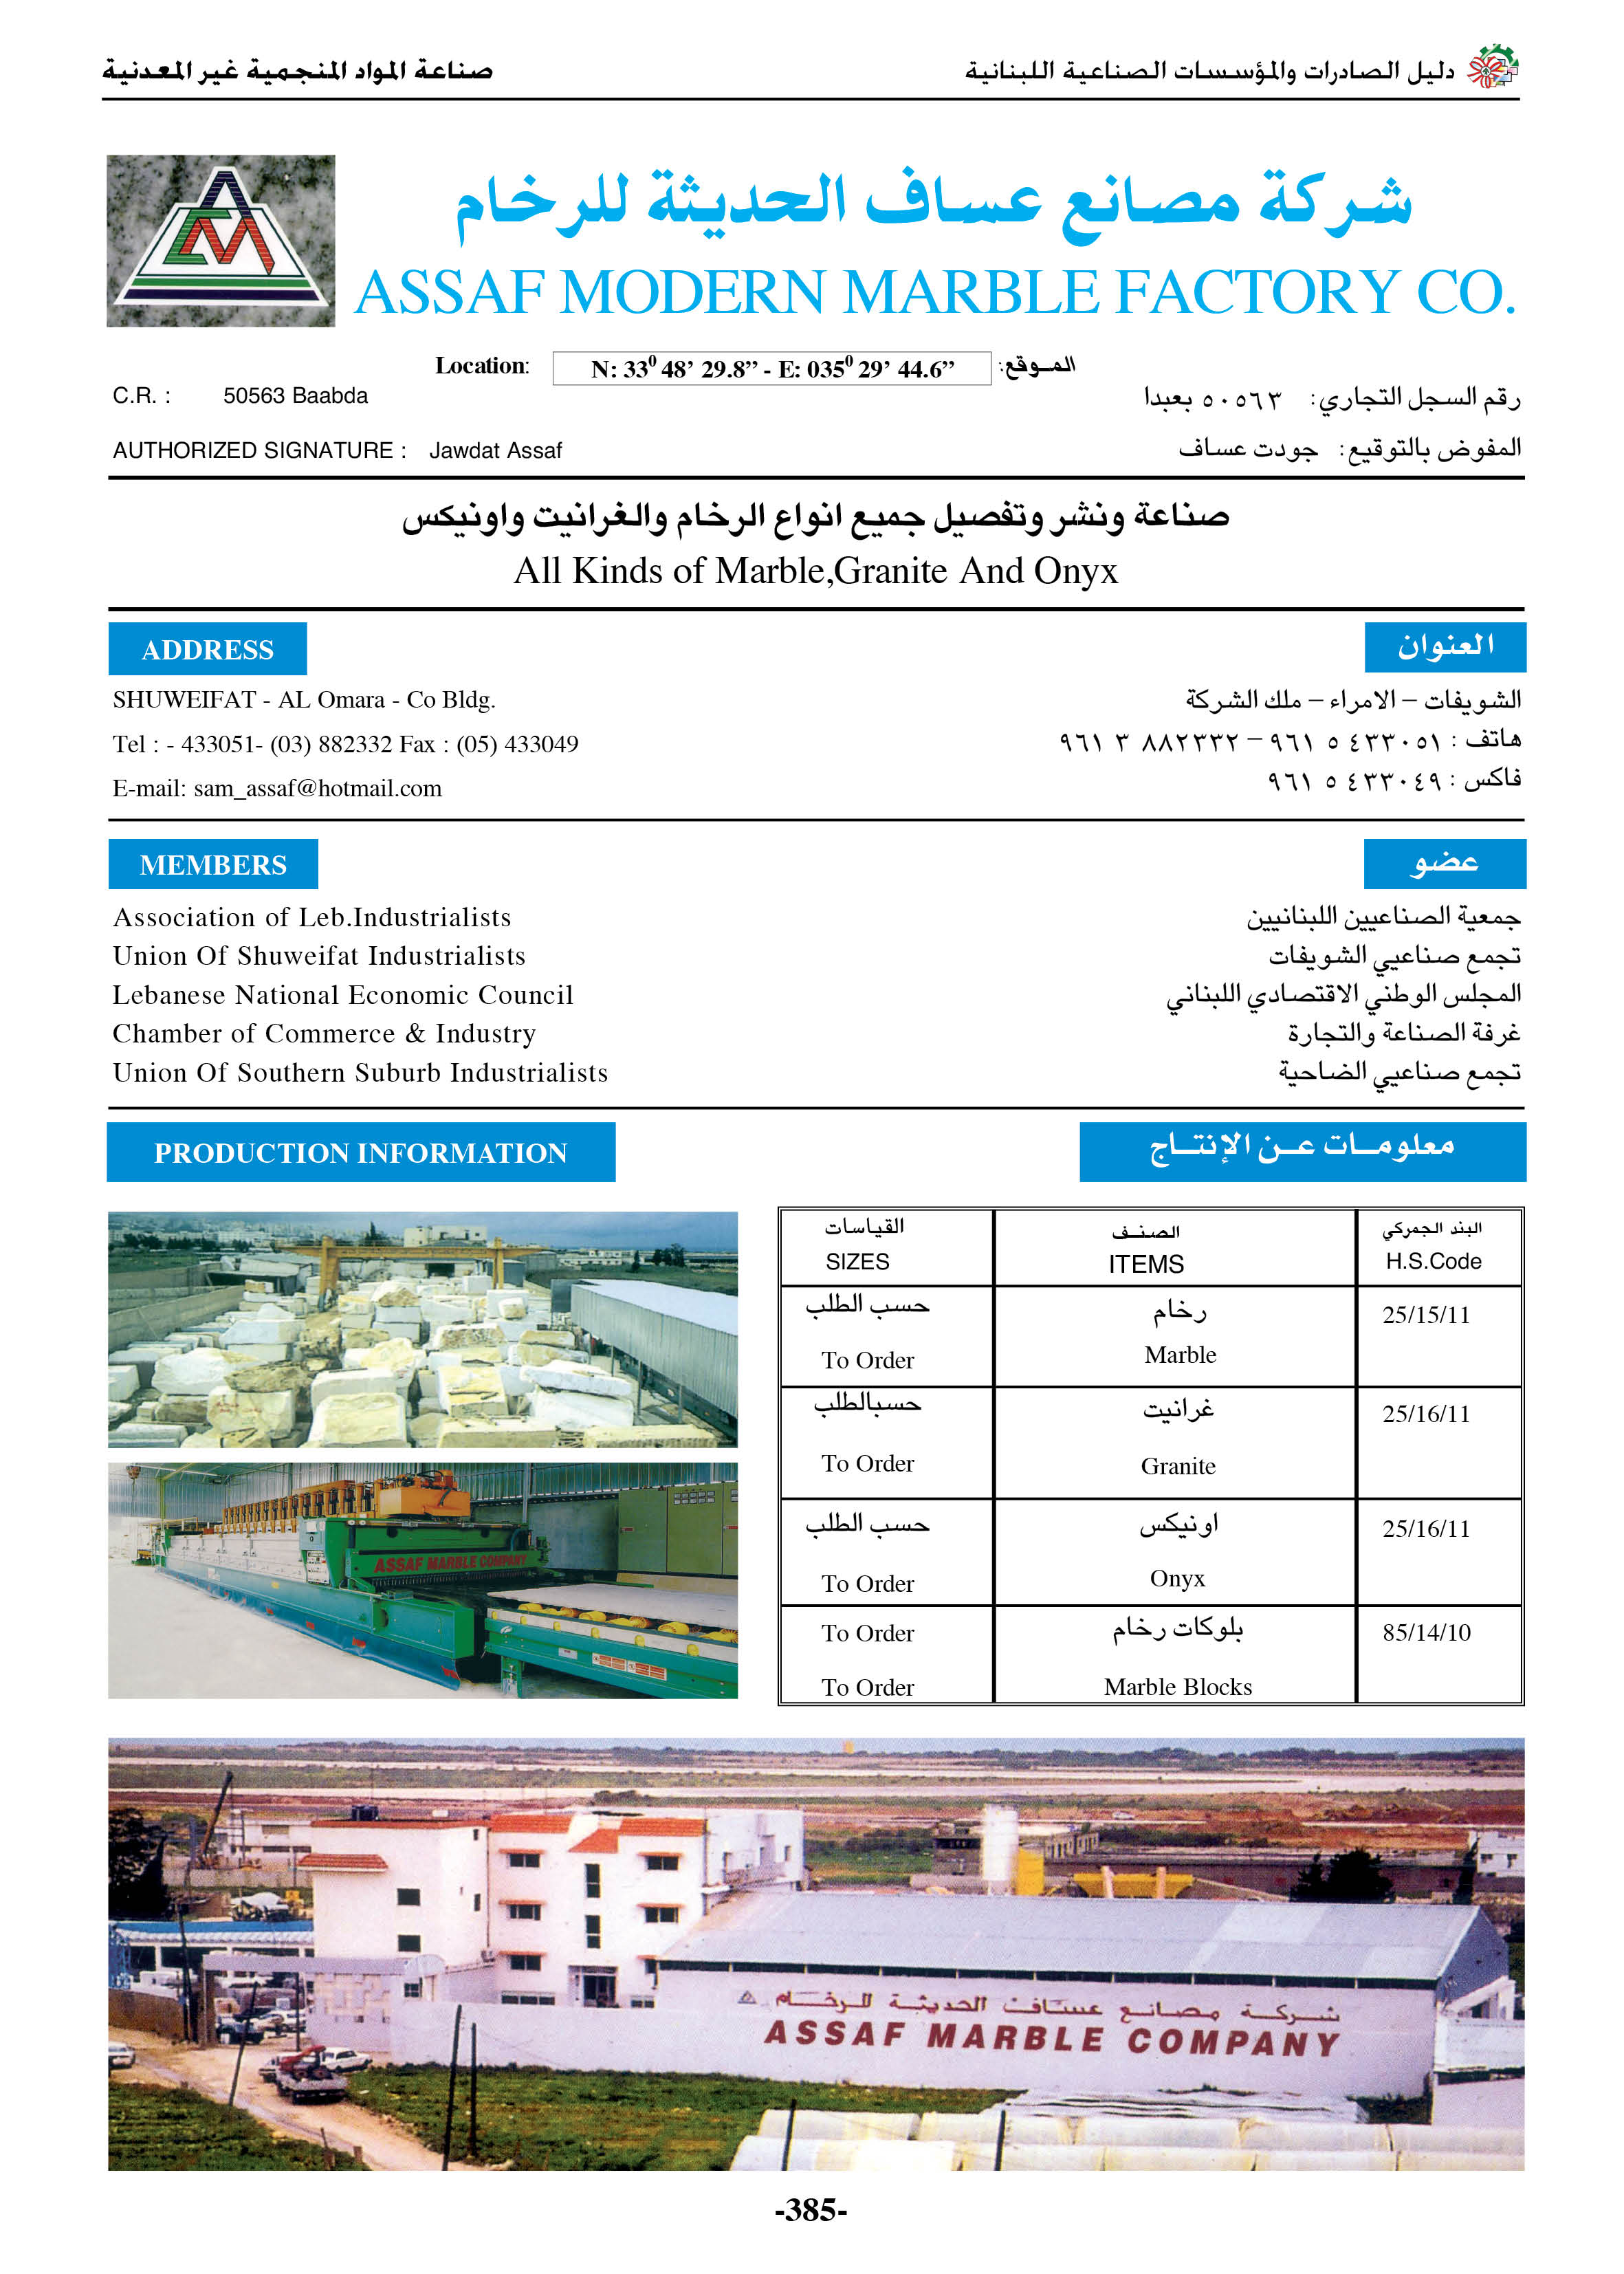 صناعة المواد المنجمية غير المعدنية
دليل الصادرات والمؤسسات الصناعية اللبنانية
شركة مصانع عساف الحديثة للرخام
ASSAF MODERN MARBLE FACTORY CO.
Location: N: 33⁰ 48’ 29.8” - E: 035⁰ 29’ 44.6” الموقع:
C.R. : 50563 Baabda
رقم السجل التجاري: ٥٠٥٦٣ بعبدا
AUTHORIZED SIGNATURE : Jawdat Assaf
المفوض بالتوقيع: جودت عساف
صناعة ونشر وتفصيل جميع انواع الرخام والغرانيت واونيكس
All Kinds of Marble,Granite And Onyx
ADDRESS
العنوان
SHUWEIFAT - AL Omara - Co Bldg.
الشويفات – الامراء – ملك الشركة
Tel : - 433051- (03) 882332 Fax : (05) 433049
هاتف : ٤٣٣٠٥١ ٥ ٩٦١ – ٨٨٢٣٣٢ ٣ ٩٦١
E-mail: sam_assaf@hotmail.com
فاكس : ٤٣٣٠٤٩ ٥ ٩٦١
MEMBERS
عضو
Association of Leb.Industrialists
جمعية الصناعيين اللبنانيين
Union Of Shuweifat Industrialists
تجمع صناعيي الشويفات
Lebanese National Economic Council
المجلس الوطني الاقتصادي اللبناني
Chamber of Commerce & Industry
غرفة الصناعة والتجارة
Union Of Southern Suburb Industrialists
تجمع صناعيي الضاحية
PRODUCTION INFORMATION
معلومات عن الإنتاج
القياسات الصنف البند الجمركي
SIZES ITEMS H.S.Code
حسب الطلب رخام 25/15/11
To Order Marble
حسبالطلب غرانيت 25/16/11
To Order Granite
حسب الطلب اونيكس 25/16/11
To Order Onyx
To Order بلوكات رخام 85/14/10
To Order Marble Blocks
ASSAF MARBLE COMPANY
شركة مصانع عساف الحديثة للرخام
ASSAF MARBLE COMPANY
-385-